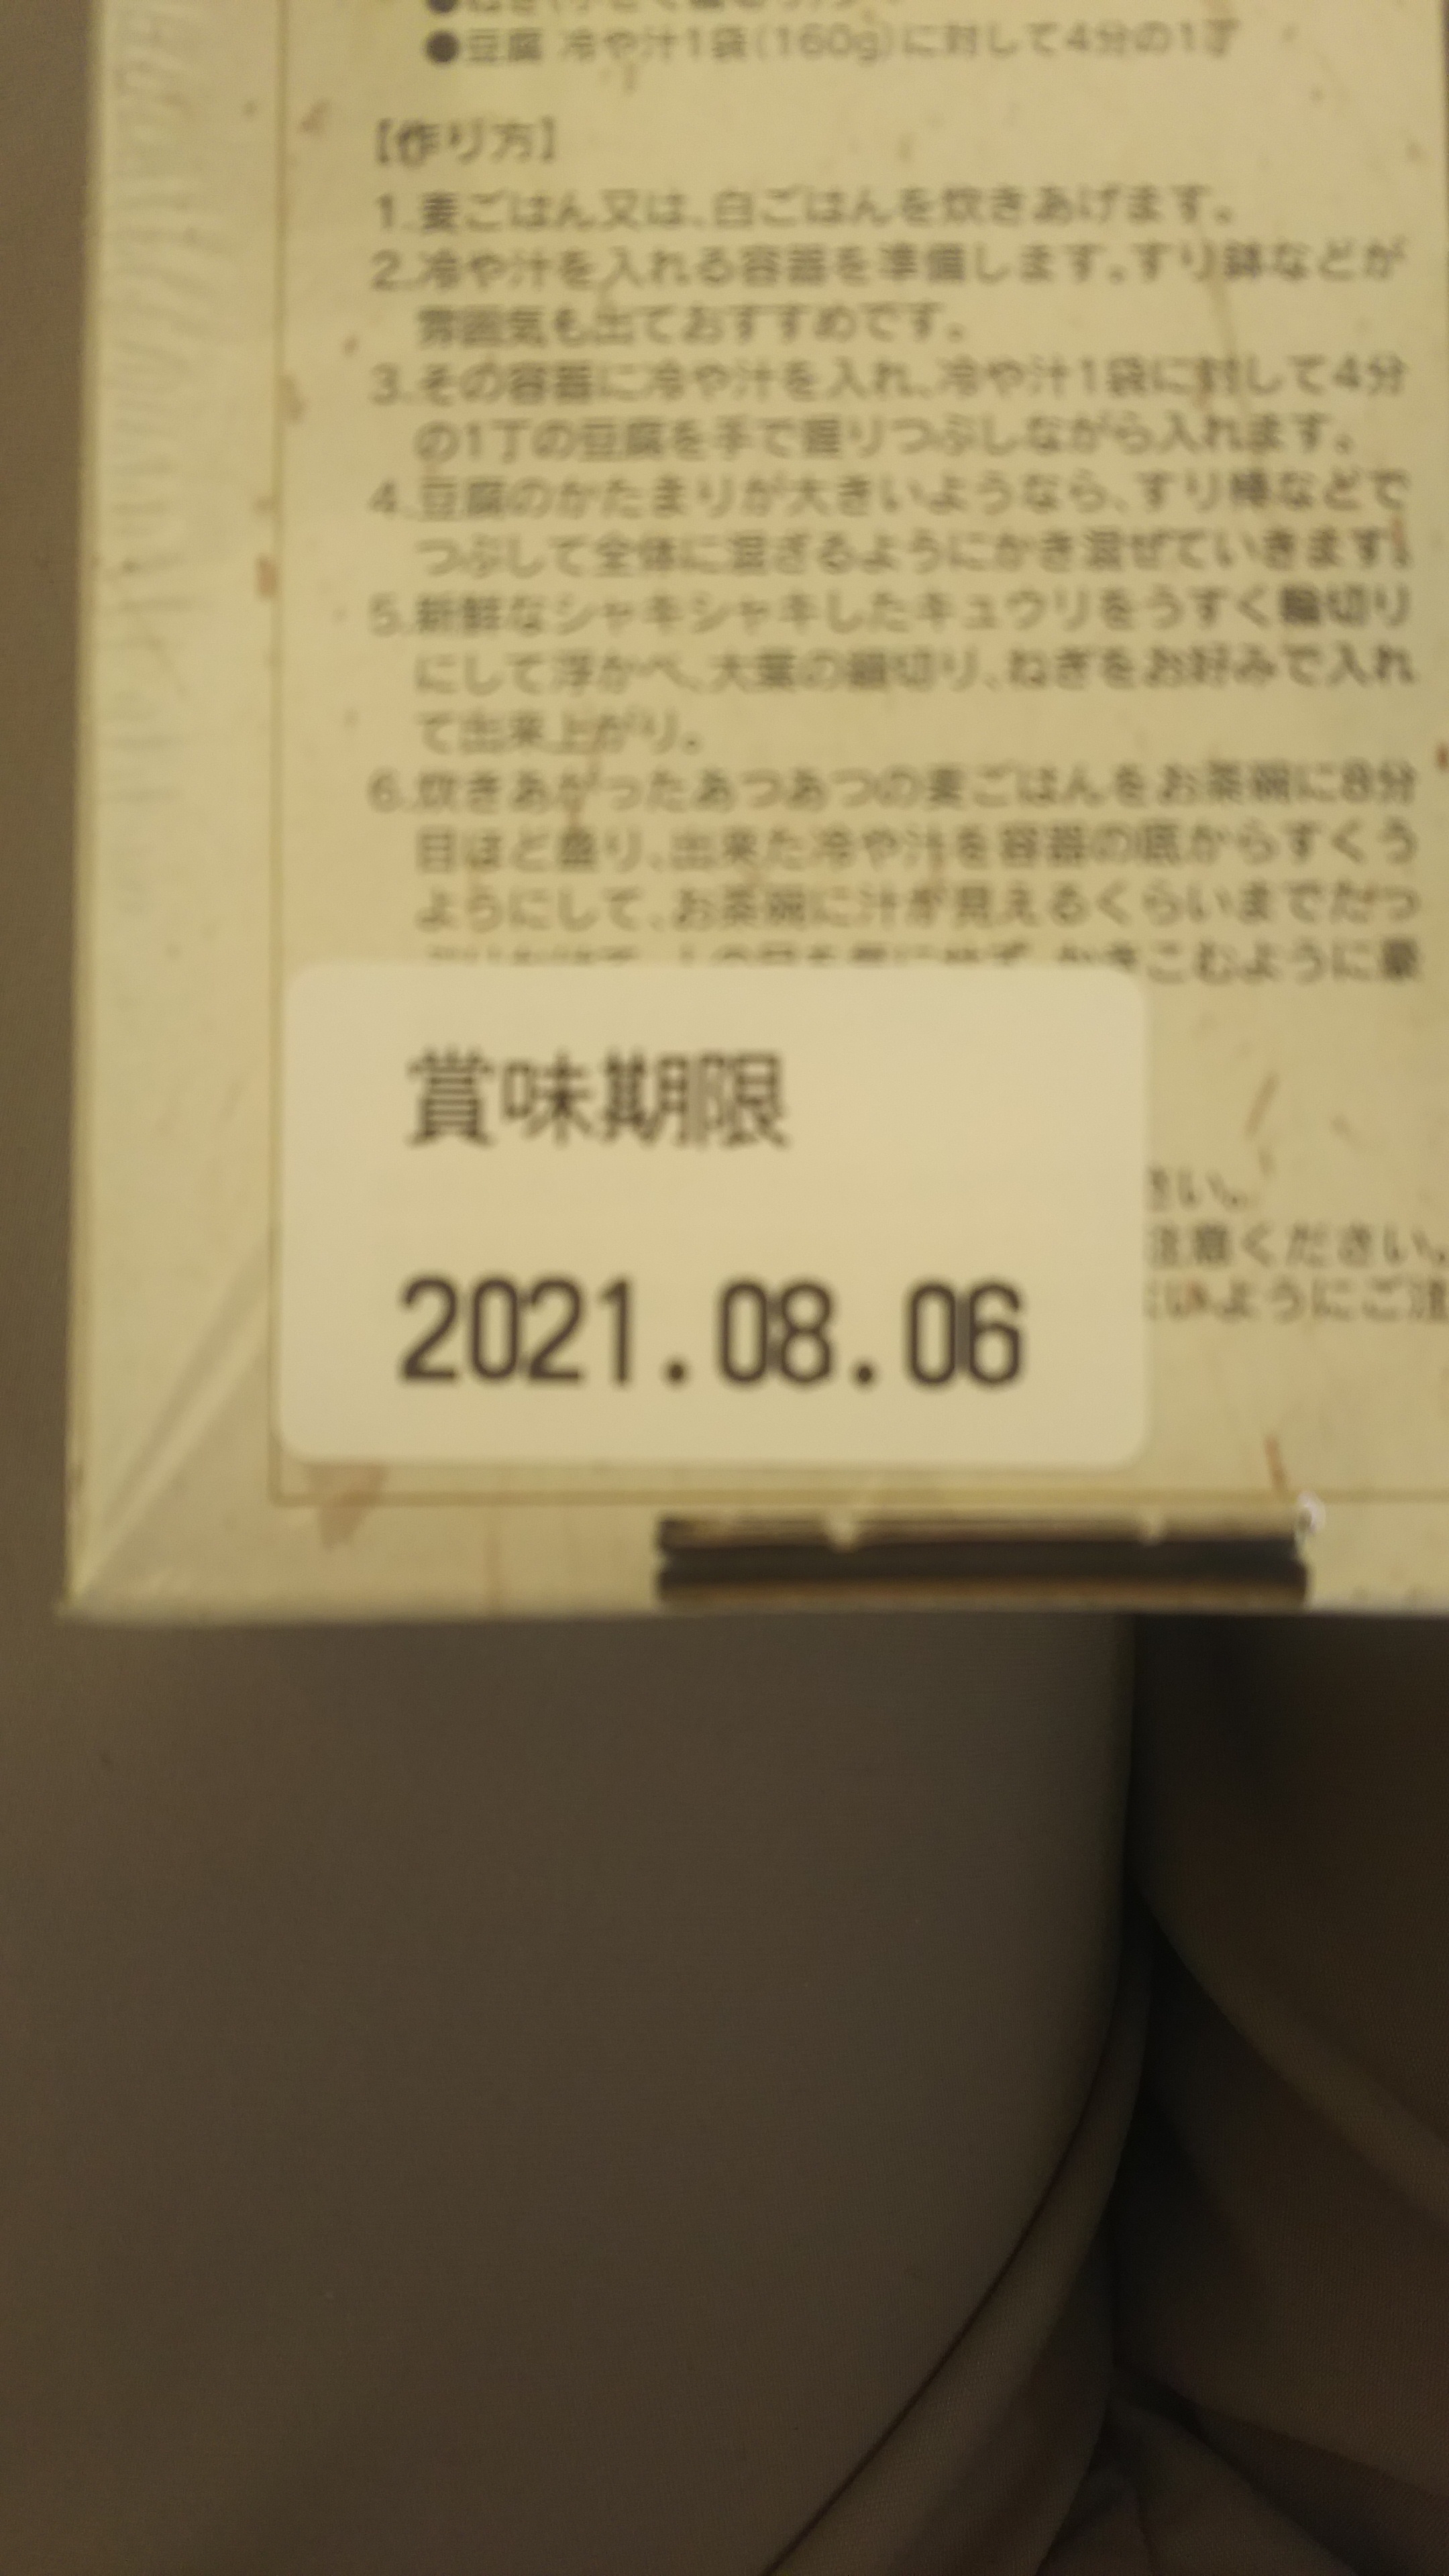 ●豆腐 冷や汁1袋(160g)に対して4分の1丁
【作り方】
1.麦ごはん又は、白ごはんを炊きあげます。
2.冷や汁を入れる容器を準備します。すり鉢などが
雰囲気も出ておすすめです。
3.その容器に冷や汁を入れ、冷や汁1袋に対して4分
の1丁の豆腐を手で握りつぶしながら入れます。
4.豆腐のかたまりが大きいようなら、すり棒などで
つぶして全体に混ざるようにかき混ぜていきます。
5.新鮮なシャキシャキしたキュウリをうすく輪切り
にして浮かべ、大葉の細切り、ねぎをお好みで入れ
て出来上がり。
6.炊きあがったあつあつの麦ごはんをお茶碗に8分
目ほど盛り、出来た冷や汁を容器の底からすくう
ようにして、お茶碗に汁が見えるくらいまでたっ
かきこむように豪
賞味期限
2021.08.06
さい。
注意ください。
ようにご注